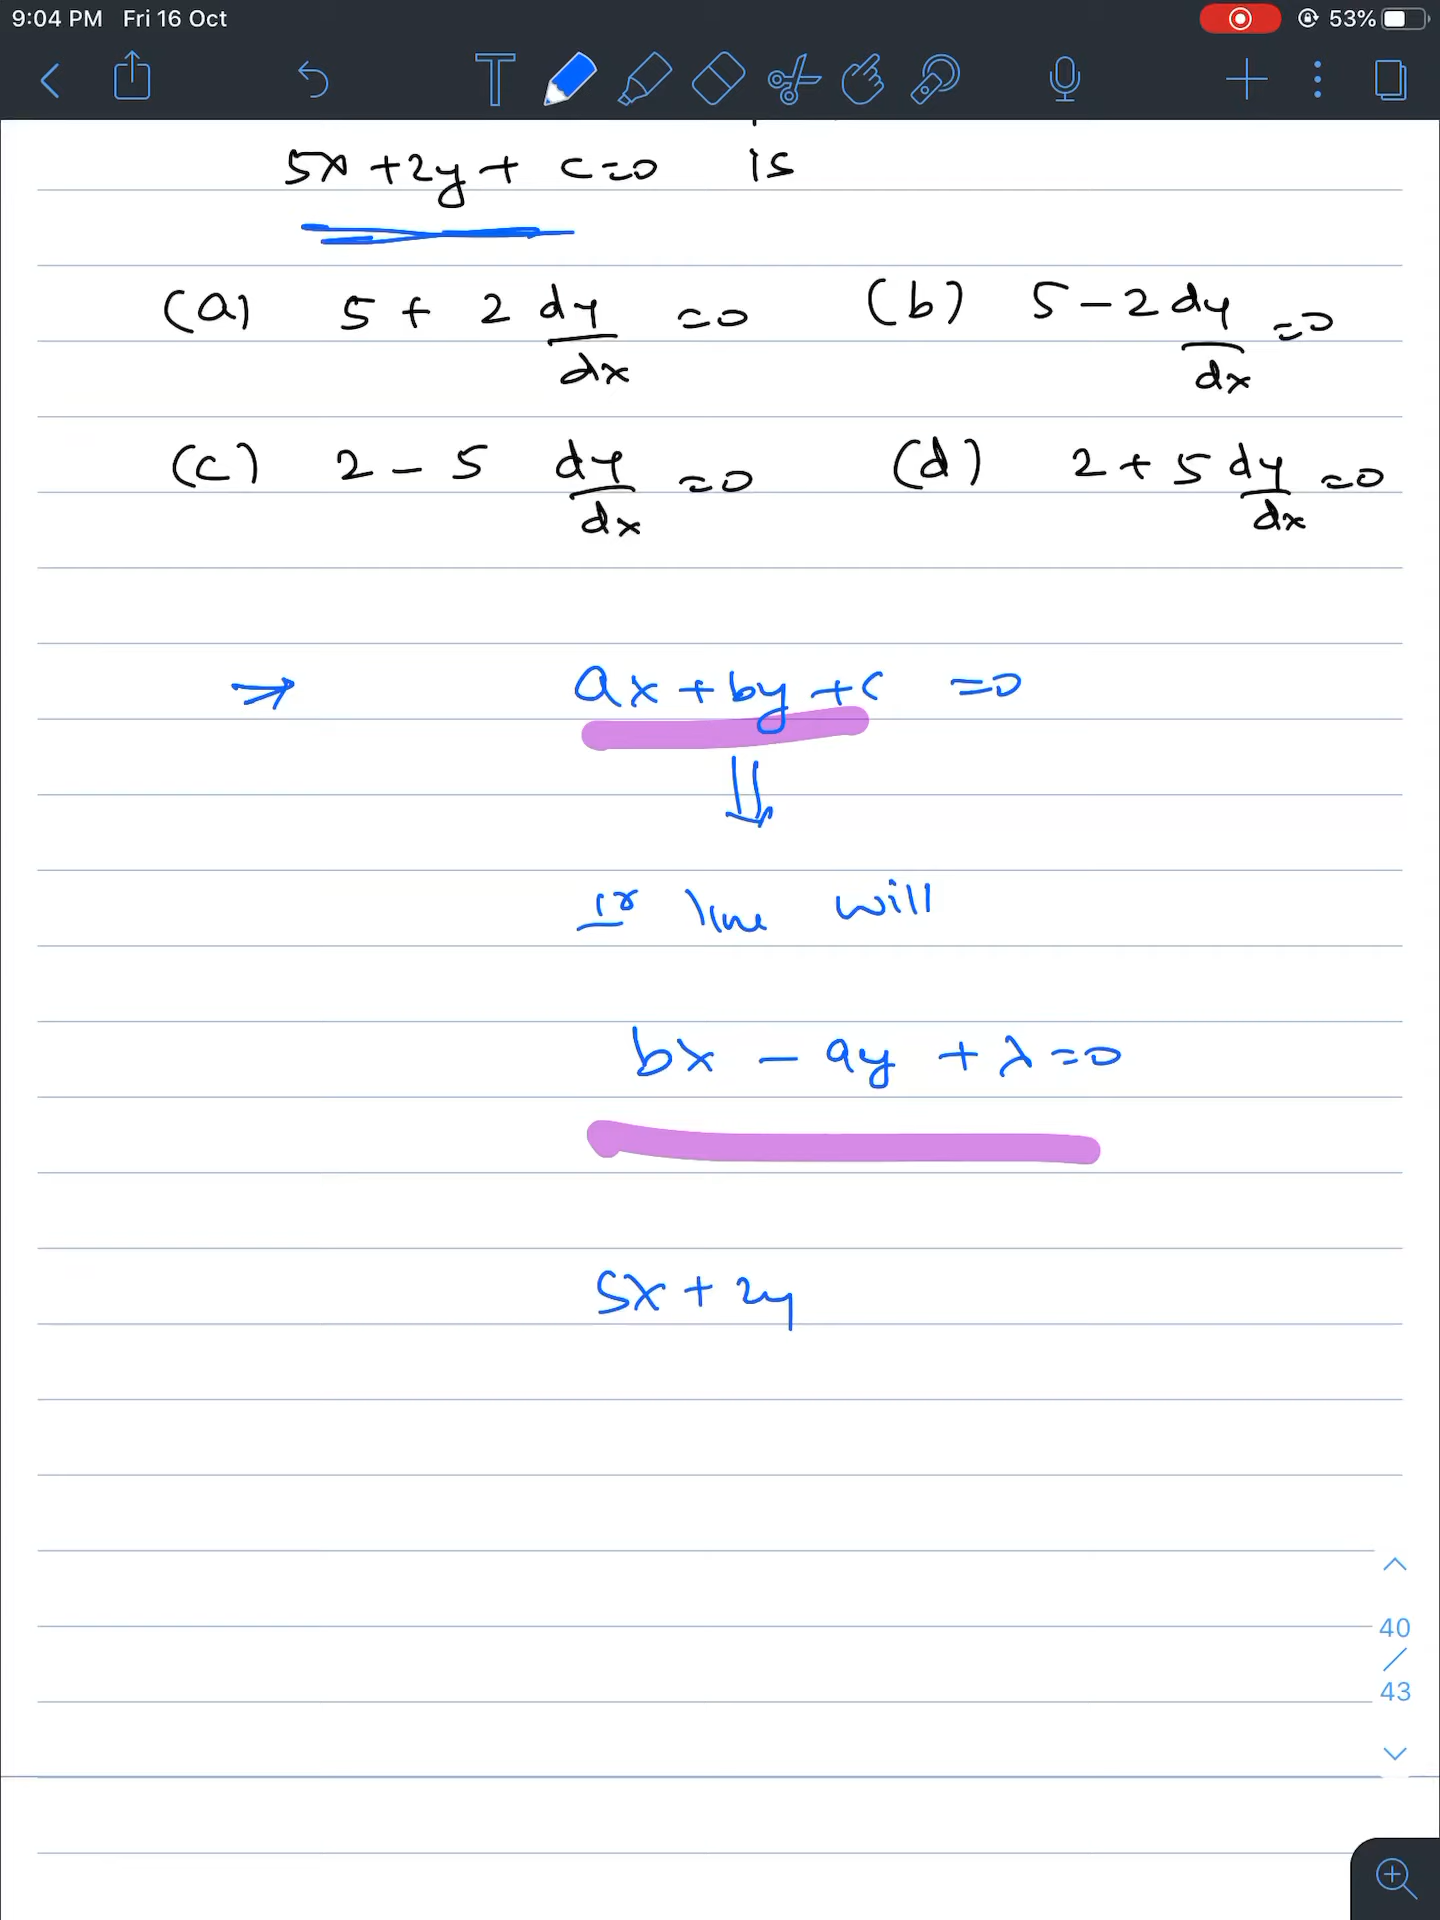 9:04 PM Fri 16 Oct 53%
T
5x + 2y + c=0 is
(a) 5 + 2 dy/dx =0 (b) 5 - 2 dy/dx =0
(c) 2 - 5 dy/dx =0 (d) 2 + 5 dy/dx =0
⇒ ax + by + c =0
⇓
⊥r line will
bx - ay + λ=0
5x + 2y
40
/
43